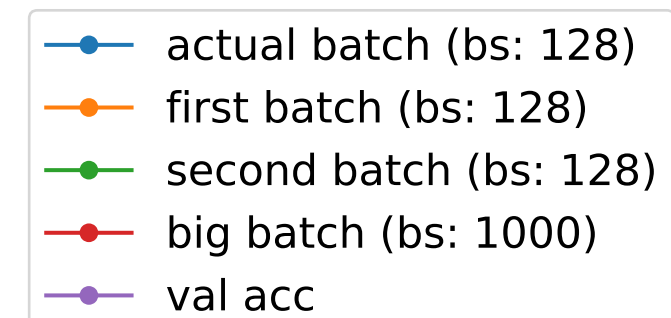 actual batch (bs: 128)
first batch (bs: 128)
second batch (bs: 128)
big batch (bs: 1000)
val acc